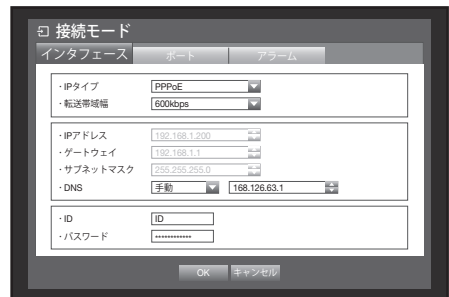 接続モード
インタフェース ポート アラーム
・IPタイプ PPPoE
・転送帯域幅 600kbps
・IPアドレス 192.168.1.200
・ゲートウェイ 192.168.1.1
・サブネットマスク 255.255.255.0
・DNS 手動 168.126.63.1
・ID ID
・パスワード ************
OK キャンセル